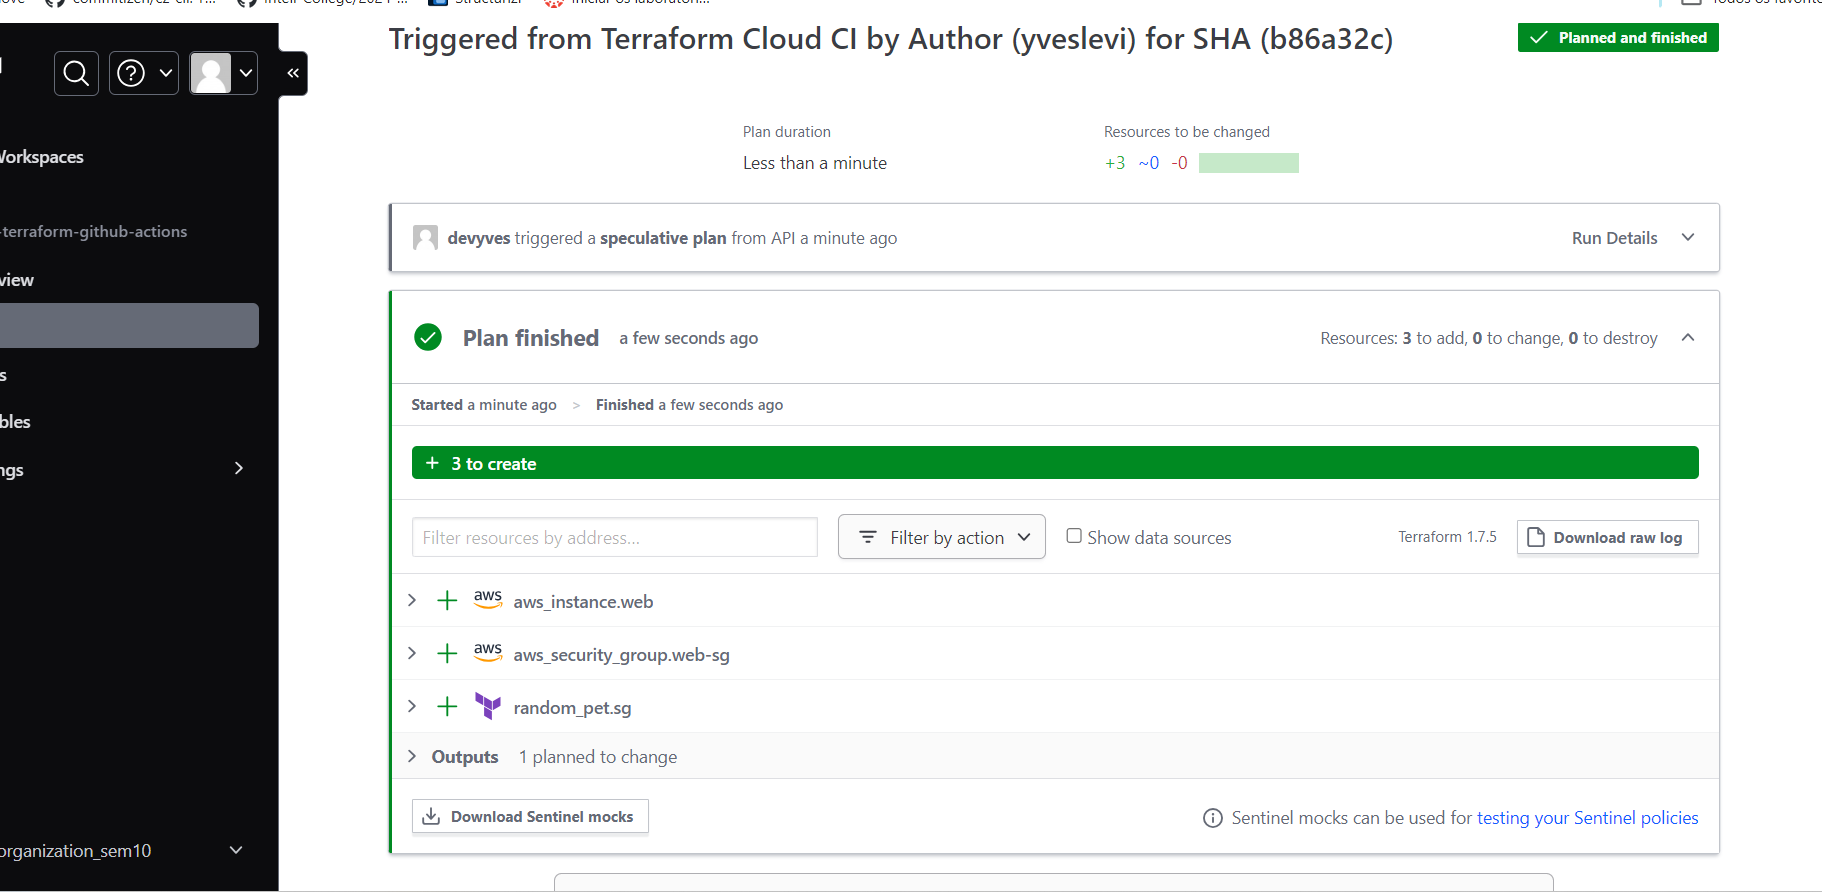 Triggered from Terraform Cloud CI by Author (yveslevi) for SHA (b86a32c)
Planned and finished
Workspaces
-terraform-github-actions
view
s
bles
ngs
organization_sem10
Plan duration
Less than a minute
Resources to be changed
+3 ~0 -0
devyves triggered a speculative plan from API a minute ago
Run Details
Plan finished a few seconds ago
Resources: 3 to add, 0 to change, 0 to destroy
Started a minute ago > Finished a few seconds ago
+ 3 to create
Filter resources by address...
Filter by action
Show data sources
Terraform 1.7.5
Download raw log
aws aws_instance.web
aws aws_security_group.web-sg
random_pet.sg
Outputs 1 planned to change
Download Sentinel mocks
Sentinel mocks can be used for testing your Sentinel policies